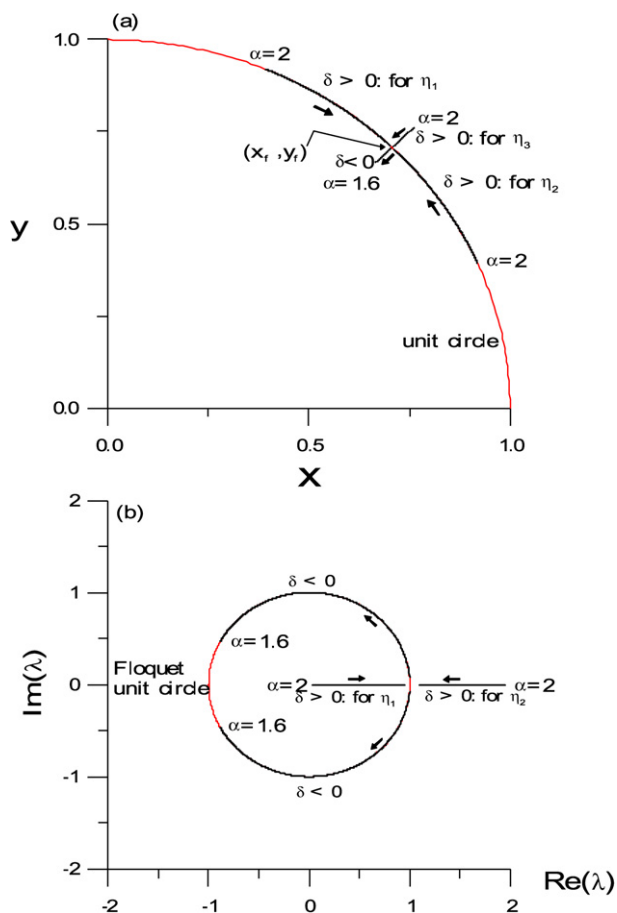 (a)
1.0
α=2
δ > 0: for η₁
α=2
(x_f ,y_f)
δ > 0: for η₃
δ<0
α=1.6
δ > 0: for η₂
y
0.5
α=2
unit circle
0.0
0.0
0.5
1.0
X
2
(b)
δ < 0
1
α=1.6
Floquet
unit circle
Im(λ)
0
α=2
δ > 0: for η₁
α=2
δ > 0: for η₂
α=1.6
-1
δ < 0
-2
-2
-1
0
1
2
Re(λ)